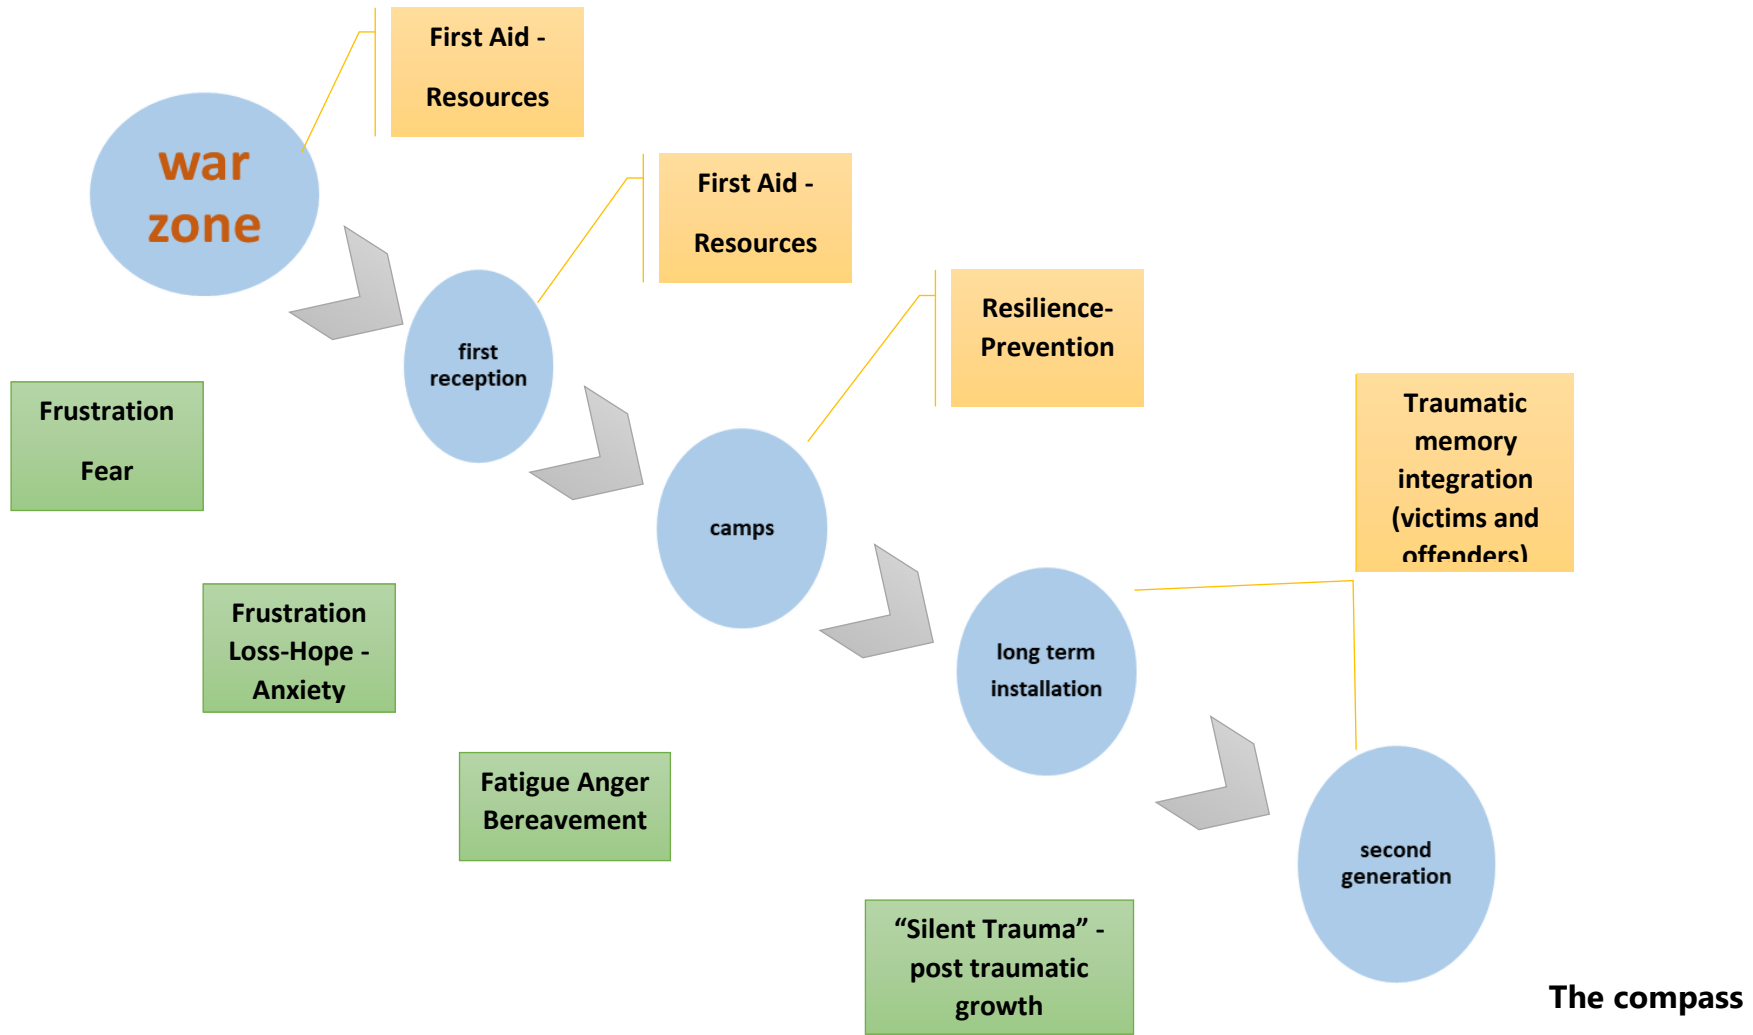 First Aid -
Resources
war
zone
First Aid -
Resources
first
reception
Resilience-
Prevention
Frustration
Fear
camps
Traumatic
memory
integration
(victims and
offenders)
Frustration
Loss-Hope -
Anxiety
long term
installation
Fatigue Anger
Bereavement
second
generation
“Silent Trauma” -
post traumatic
growth
The compass